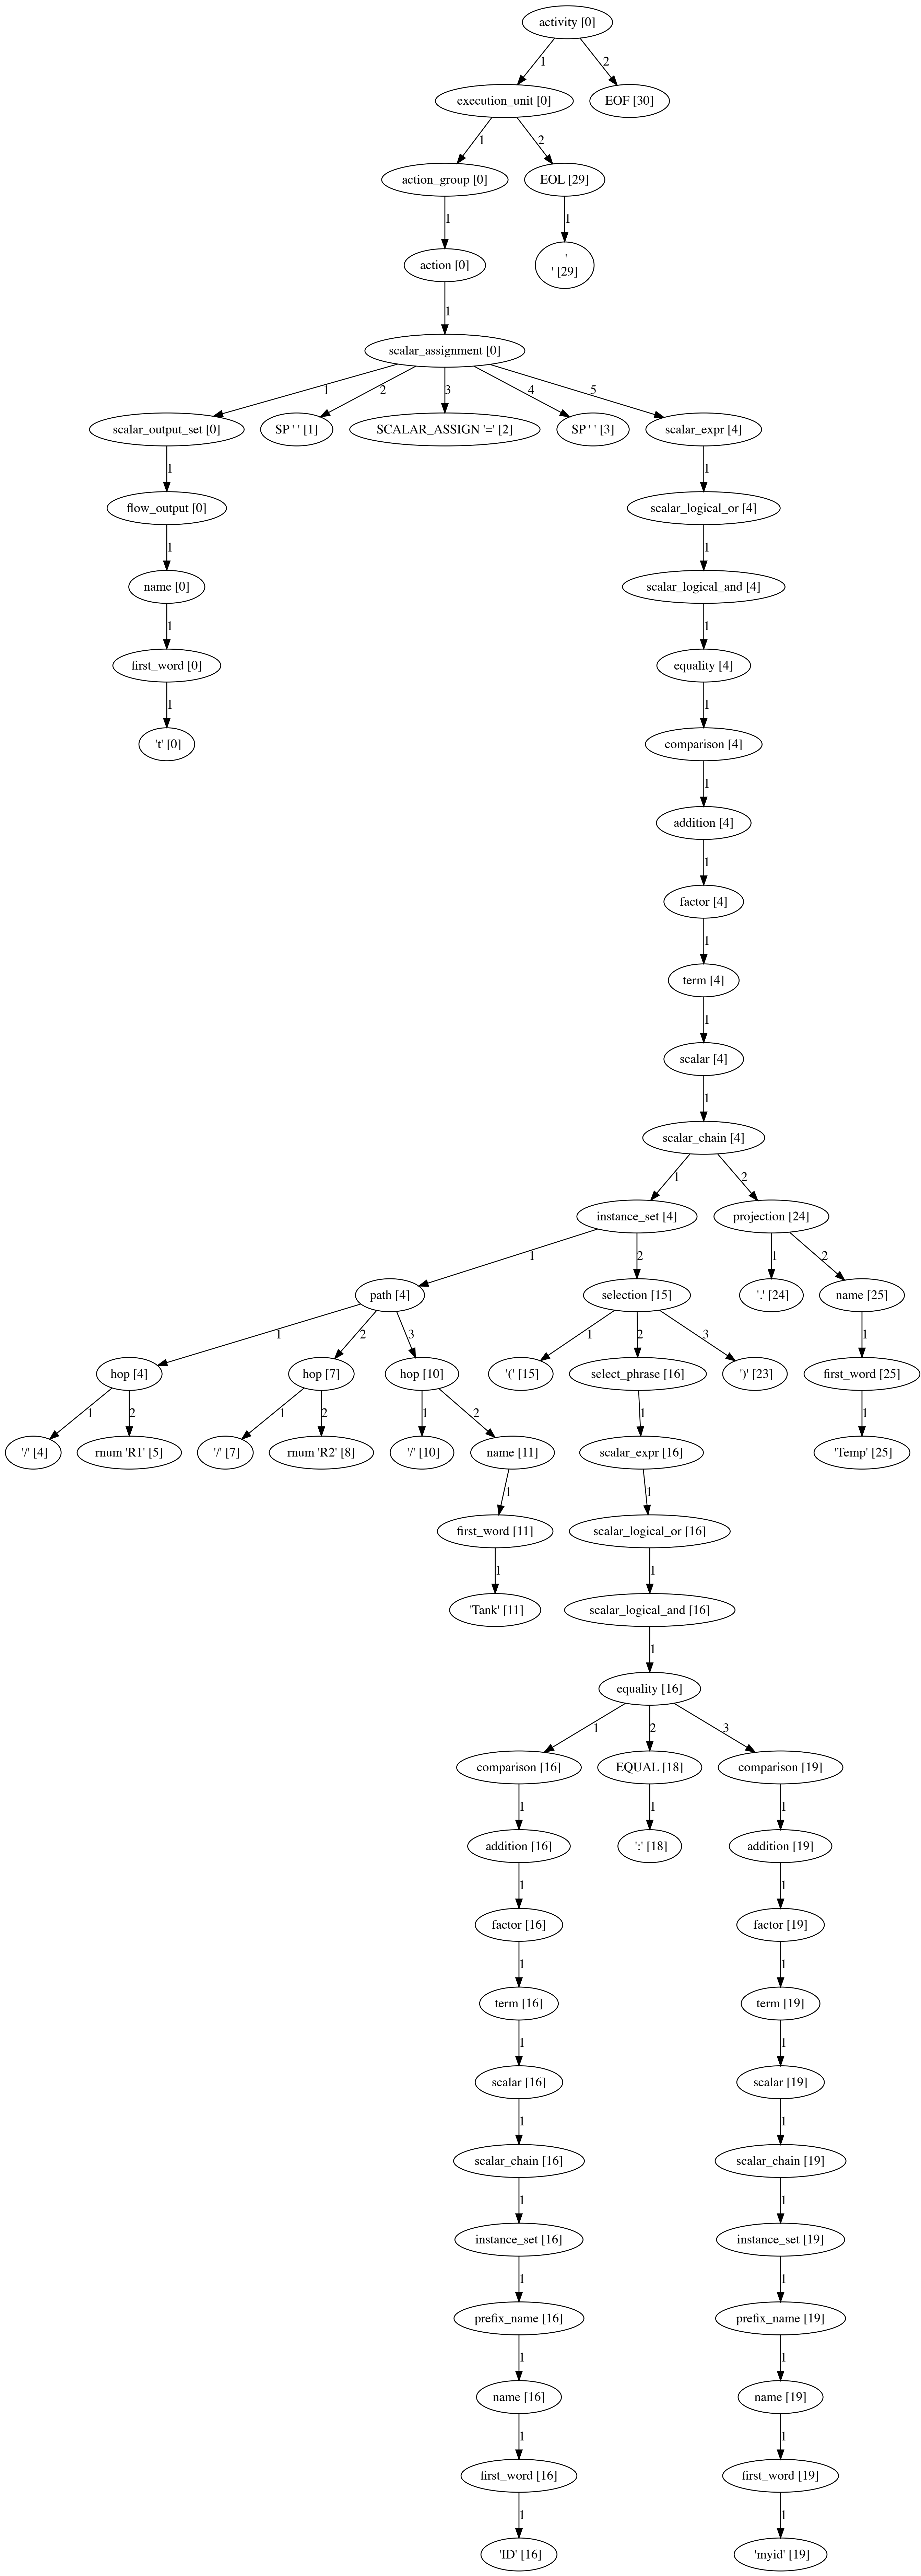 activity [0]
1 2
execution_unit [0] EOF [30]
1 2
action_group [0] EOL [29]
1 1
action [0] '
' [29]
1
scalar_assignment [0]
1 2 3 4 5
scalar_output_set [0] SP ' ' [1] SCALAR_ASSIGN '=' [2] SP ' ' [3] scalar_expr [4]
1 1
flow_output [0] scalar_logical_or [4]
1 1
name [0] scalar_logical_and [4]
1 1
first_word [0] equality [4]
1 1
't' [0] comparison [4]
1
addition [4]
1
factor [4]
1
term [4]
1
scalar [4]
1
scalar_chain [4]
1 2
instance_set [4] projection [24]
1 2 1 2
path [4] selection [15] '.' [24] name [25]
1 2 3 1 2 3 1
hop [4] hop [7] hop [10] '(' [15] select_phrase [16] ')' [23] first_word [25]
1 2 1 2 1 2 1 1
'/' [4] rnum 'R1' [5] '/' [7] rnum 'R2' [8] '/' [10] name [11] scalar_expr [16] 'Temp' [25]
1 1
first_word [11] scalar_logical_or [16]
1 1
'Tank' [11] scalar_logical_and [16]
1
equality [16]
1 2 3
comparison [16] EQUAL [18] comparison [19]
1 1 1
addition [16] ':' [18] addition [19]
1 1
factor [16] factor [19]
1 1
term [16] term [19]
1 1
scalar [16] scalar [19]
1 1
scalar_chain [16] scalar_chain [19]
1 1
instance_set [16] instance_set [19]
1 1
prefix_name [16] prefix_name [19]
1 1
name [16] name [19]
1 1
first_word [16] first_word [19]
1 1
'ID' [16] 'myid' [19]